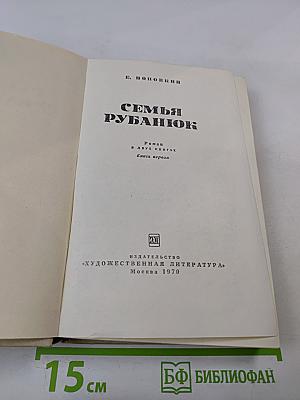 Е. ПОПОВКИН
СЕМЬЯ
РУБАНЮК
Роман
В ДВУХ КНИГАХ
Книга первая
ИЗДАТЕЛЬСТВО
«ХУДОЖЕСТВЕННАЯ ЛИТЕРАТУРА»
Москва 1970
15 см
БФ БИБЛИОФАН